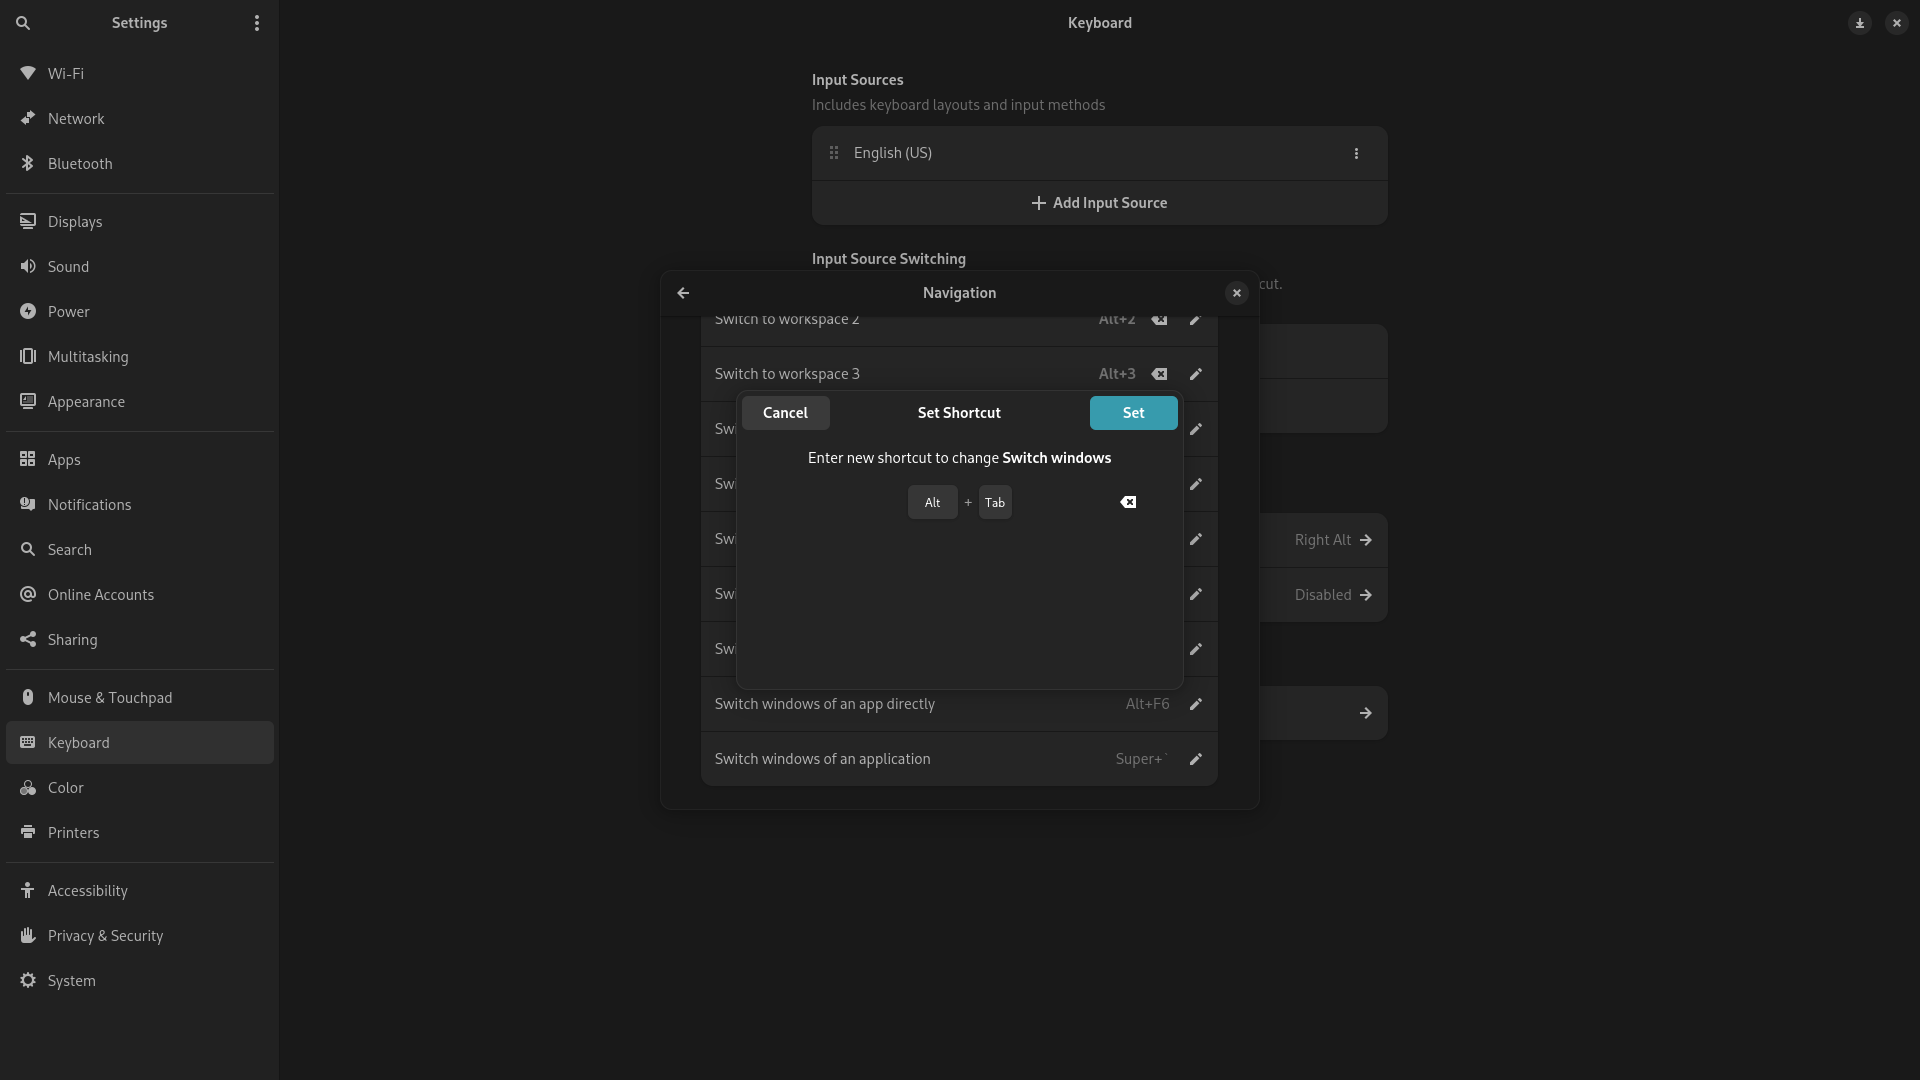 Settings
Keyboard
Wi-Fi
Network
Bluetooth
Displays
Sound
Power
Multitasking
Appearance
Apps
Notifications
Search
Online Accounts
Sharing
Mouse & Touchpad
Keyboard
Color
Printers
Accessibility
Privacy & Security
System
Input Sources
Includes keyboard layouts and input methods
English (US)
Add Input Source
Input Source Switching
cut.
Right Alt
Disabled
Navigation
Switch to workspace 2 Alt+2
Switch to workspace 3 Alt+3
Swi
Swi
Swi
Swi
Swi
Switch windows of an app directly Alt+F6
Switch windows of an application Super+`
Cancel Set Shortcut Set
Enter new shortcut to change Switch windows
Alt + Tab